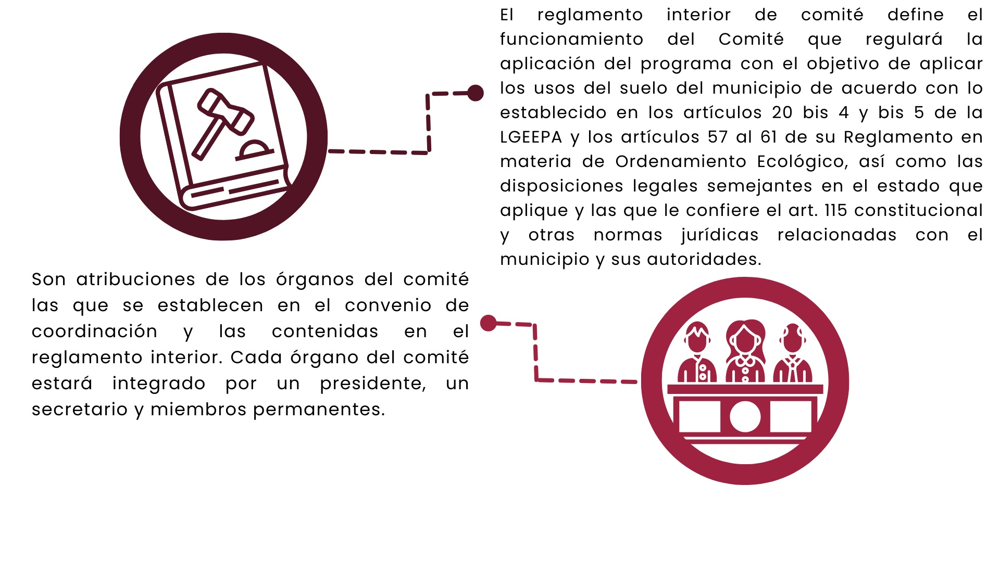 El reglamento interior de comité define el
funcionamiento del Comité que regulará la
aplicación del programa con el objetivo de aplicar
los usos del suelo del municipio de acuerdo con lo
establecido en los artículos 20 bis 4 y bis 5 de la
LGEEPA y los artículos 57 al 61 de su Reglamento en
materia de Ordenamiento Ecológico, así como las
disposiciones legales semejantes en el estado que
aplique y las que le confiere el art. 115 constitucional
y otras normas jurídicas relacionadas con el
municipio y sus autoridades.
Son atribuciones de los órganos del comité
las que se establecen en el convenio de
coordinación y las contenidas en el
reglamento interior. Cada órgano del comité
estará integrado por un presidente, un
secretario y miembros permanentes.